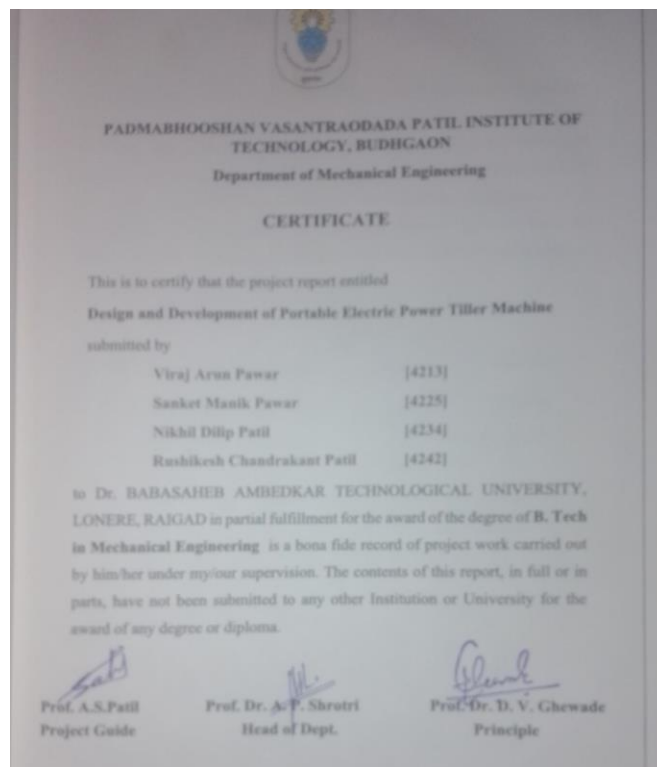 PADMABHOOSHAN VASANTRAODADA PATIL INSTITUTE OF
TECHNOLOGY, BUDHGAON
Department of Mechanical Engineering
CERTIFICATE
This is to certify that the project report entitled
Design and Development of Portable Electric Power Tiller Machine
submitted by
Viraj Arun Pawar [4213]
Sanket Manik Pawar [4225]
Nikhil Dilip Patil [4234]
Rushikesh Chandrakant Patil [4242]
to Dr. BABASAHEB AMBEDKAR TECHNOLOGICAL UNIVERSITY,
LONERE, RAIGAD in partial fulfillment for the award of the degree of B. Tech
in Mechanical Engineering is a bona fide record of project work carried out
by him/her under my/our supervision. The contents of this report, in full or in
parts, have not been submitted to any other Institution or University for the
award of any degree or diploma.
Prof. A.S.Patil Prof. Dr. A. P. Shrotri Prof. Dr. D. V. Ghewade
Project Guide Head of Dept. Principle